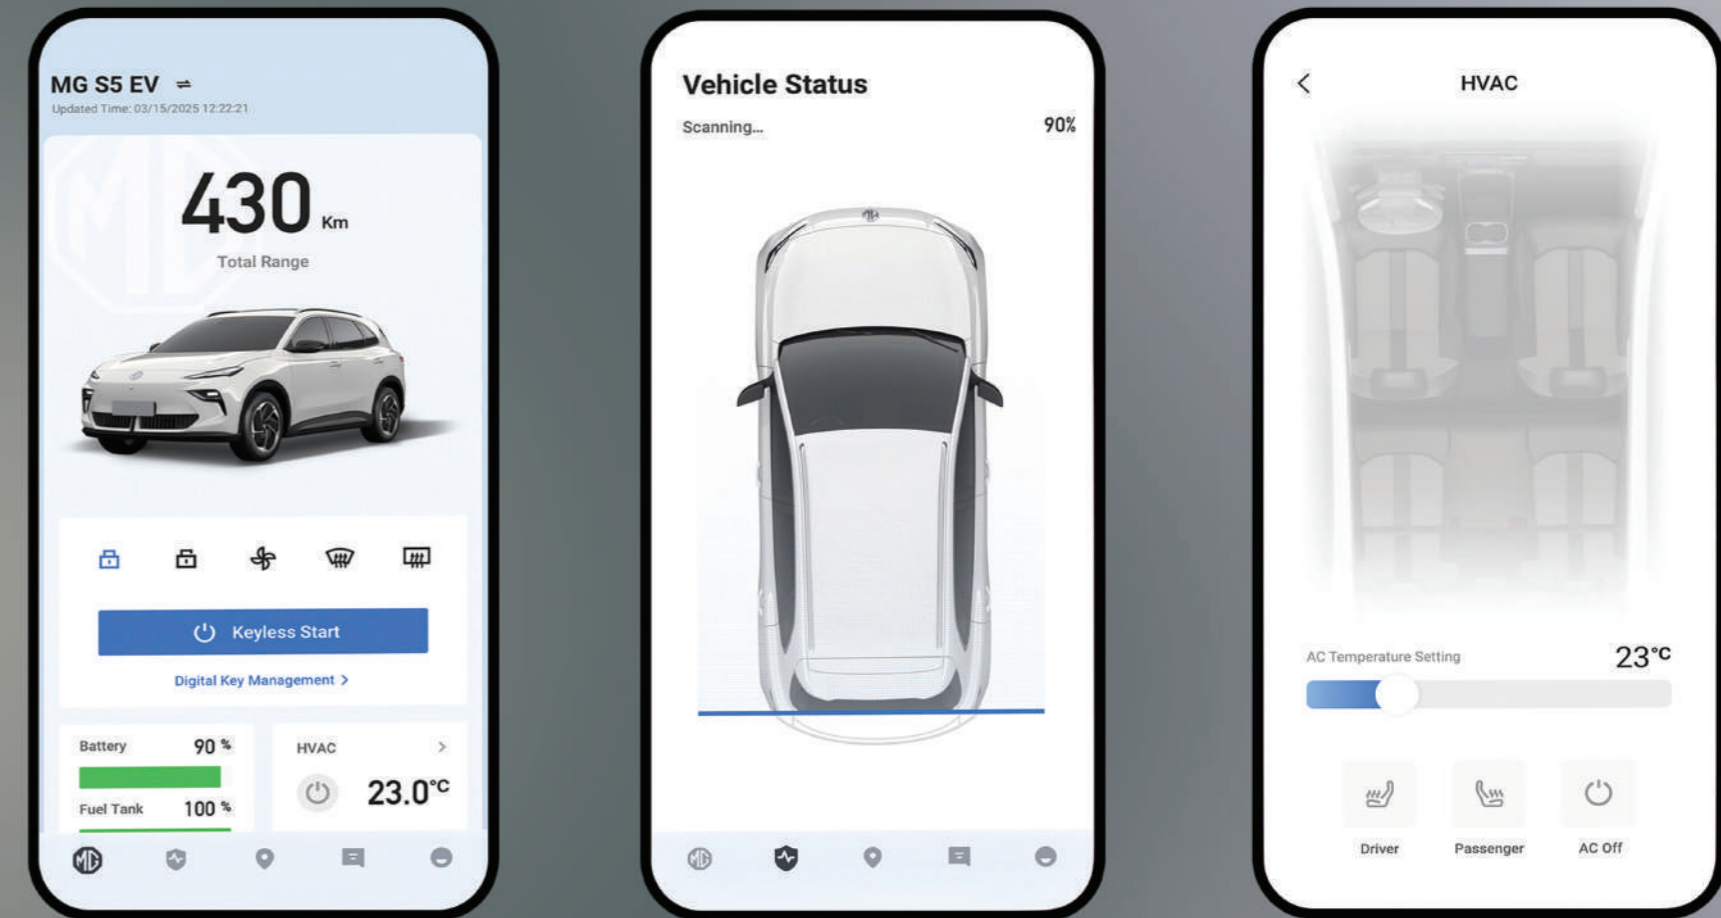 MG S5 EV
Updated Time: 03/15/2025 12:22:21
430 Km
Total Range
Keyless Start
Digital Key Management >
Battery 90 %
Fuel Tank 100 %
HVAC >
23.0°C
Vehicle Status
Scanning... 90%
HVAC
AC Temperature Setting 23°C
Driver
Passenger
AC Off